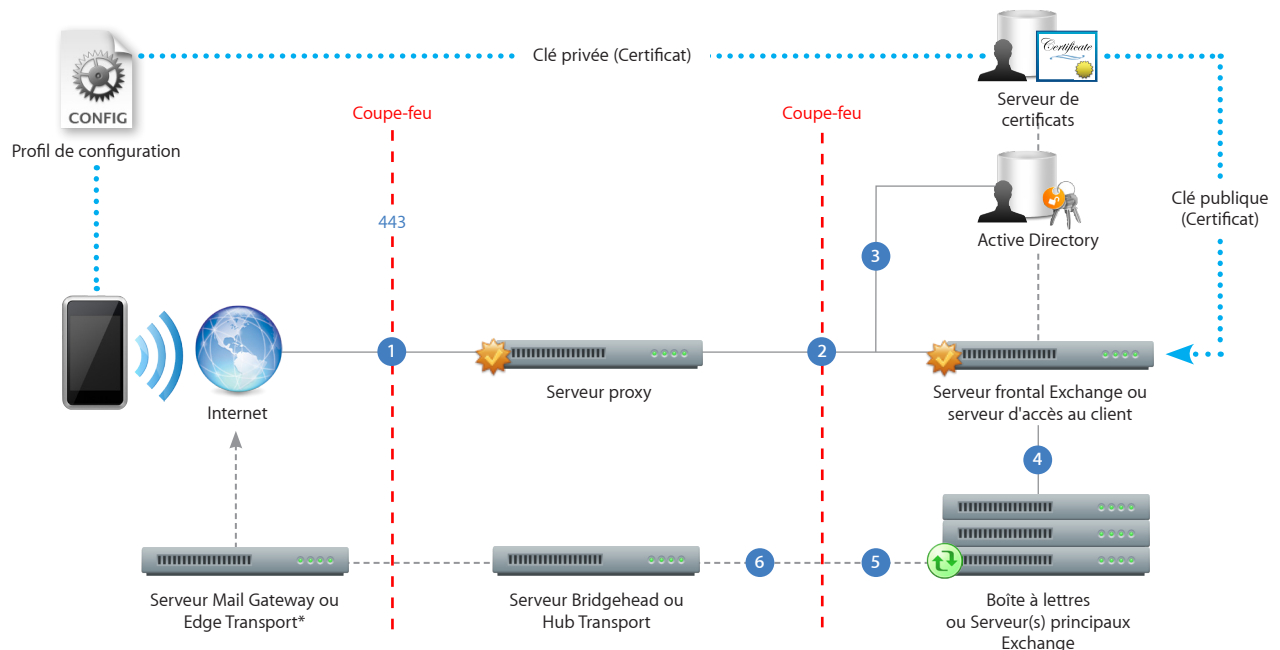 Clé privée (Certificat)
Certificate
CONFIG
Profil de configuration
Serveur de
certificats
Coupe-feu
Coupe-feu
Clé publique
(Certificat)
443
Active Directory
3
1
2
Internet
Serveur proxy
Serveur frontal Exchange ou
serveur d'accès au client
4
6
5
Serveur Mail Gateway ou
Edge Transport*
Serveur Bridgehead ou
Hub Transport
Boîte à lettres
ou Serveur(s) principaux
Exchange